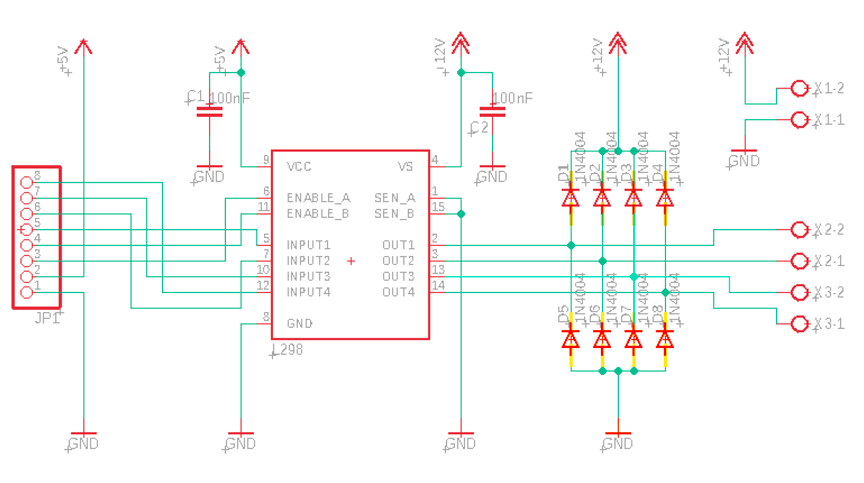 +5V
+5V
+12V
+12V
+12V
X1-2
C1
100nF
100nF
X1-1
C2
GND
GND
GND
D1
1N4004
D2
1N4004
D3
1N4004
D4
1N4004
9
VCC
VS
4
8
7
6
5
4
3
2
1
JP1
6
ENABLE_A
SEN_A
1
11
ENABLE_B
SEN_B
15
5
INPUT1
OUT1
2
7
INPUT2
OUT2
3
10
INPUT3
OUT3
13
12
INPUT4
OUT4
14
8
GND
L298
X2-2
X2-1
X3-2
X3-1
D5
1N4004
D6
1N4004
D7
1N4004
D8
1N4004
GND
GND
GND
GND